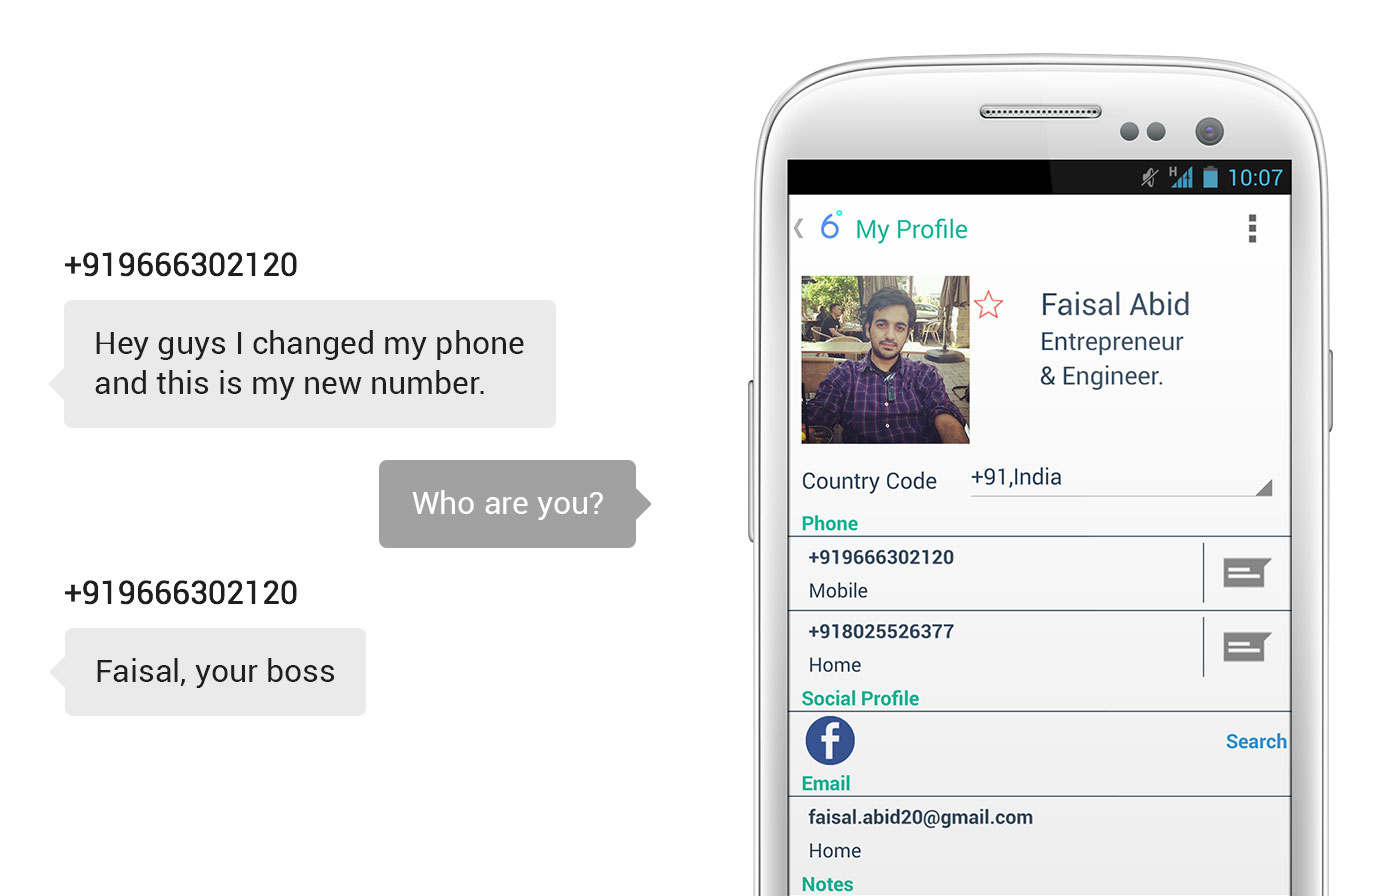 +919666302120
Hey guys I changed my phone
and this is my new number.
Who are you?
+919666302120
Faisal, your boss
H 10:07
6° My Profile
Faisal Abid
Entrepreneur
& Engineer.
Country Code +91,India
Phone
+919666302120
Mobile
+918025526377
Home
Social Profile
f Search
Email
faisal.abid20@gmail.com
Home
Notes